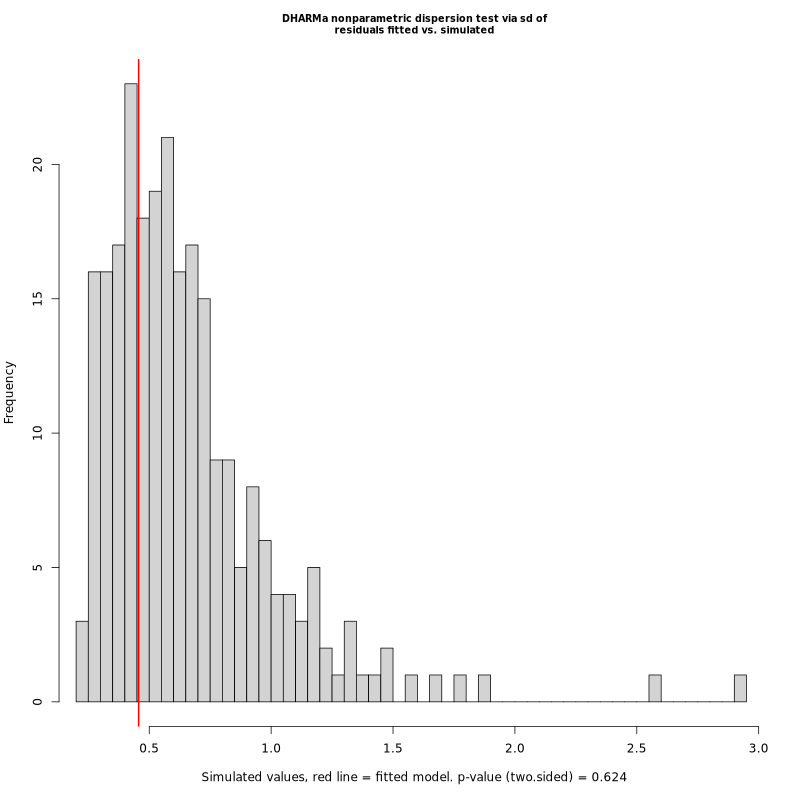 DHARMa nonparametric dispersion test via sd of
residuals fitted vs. simulated
Frequency
20
15
10
5
0
0.5 1.0 1.5 2.0 2.5 3.0
Simulated values, red line = fitted model. p-value (two.sided) = 0.624